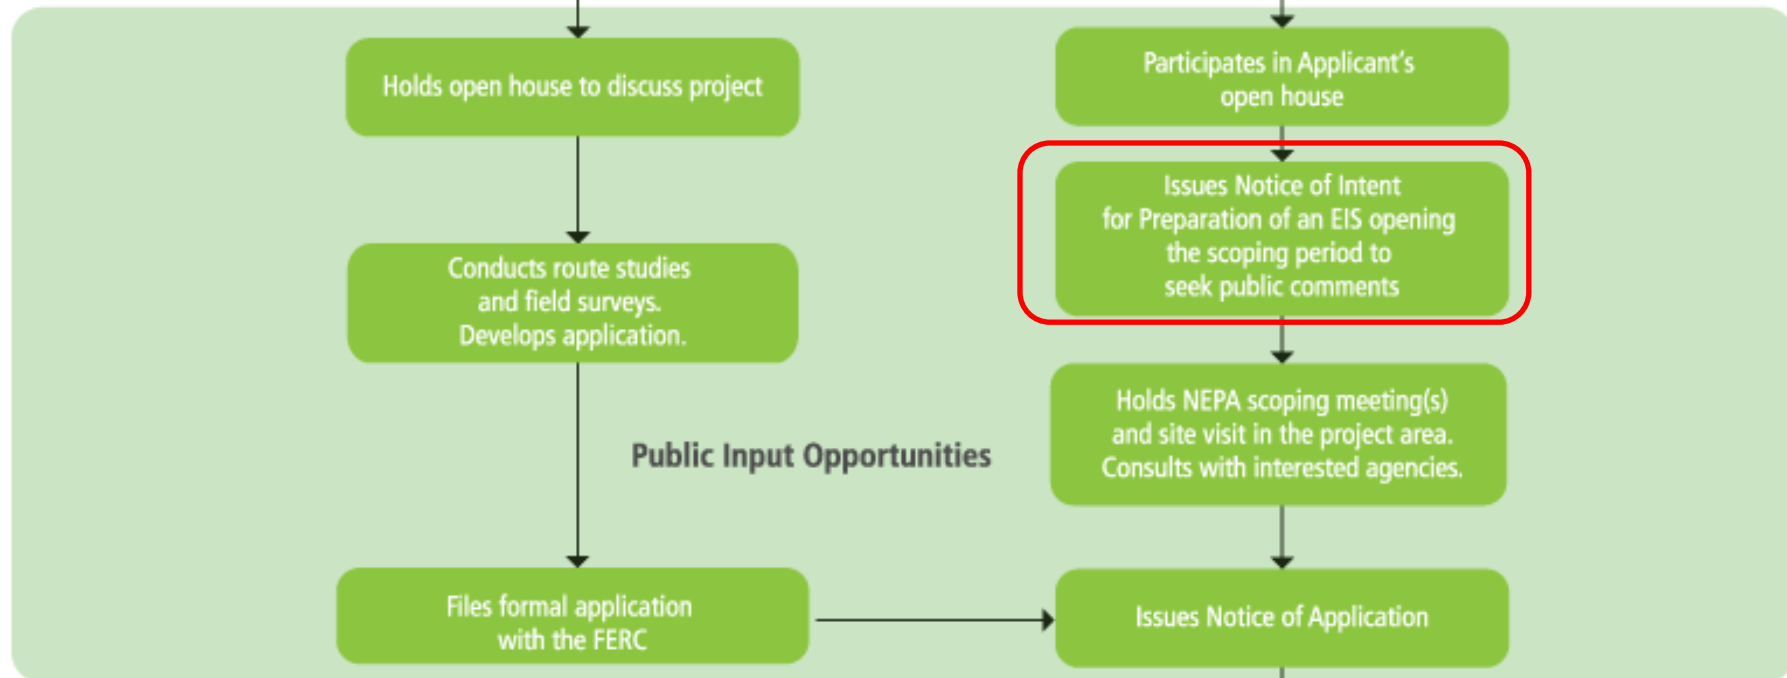 Holds open house to discuss project
Participates in Applicant's
open house
Issues Notice of Intent
for Preparation of an EIS opening
the scoping period to
seek public comments
Conducts route studies
and field surveys.
Develops application.
Holds NEPA scoping meeting(s)
and site visit in the project area.
Consults with interested agencies.
Public Input Opportunities
Files formal application
with the FERC
Issues Notice of Application